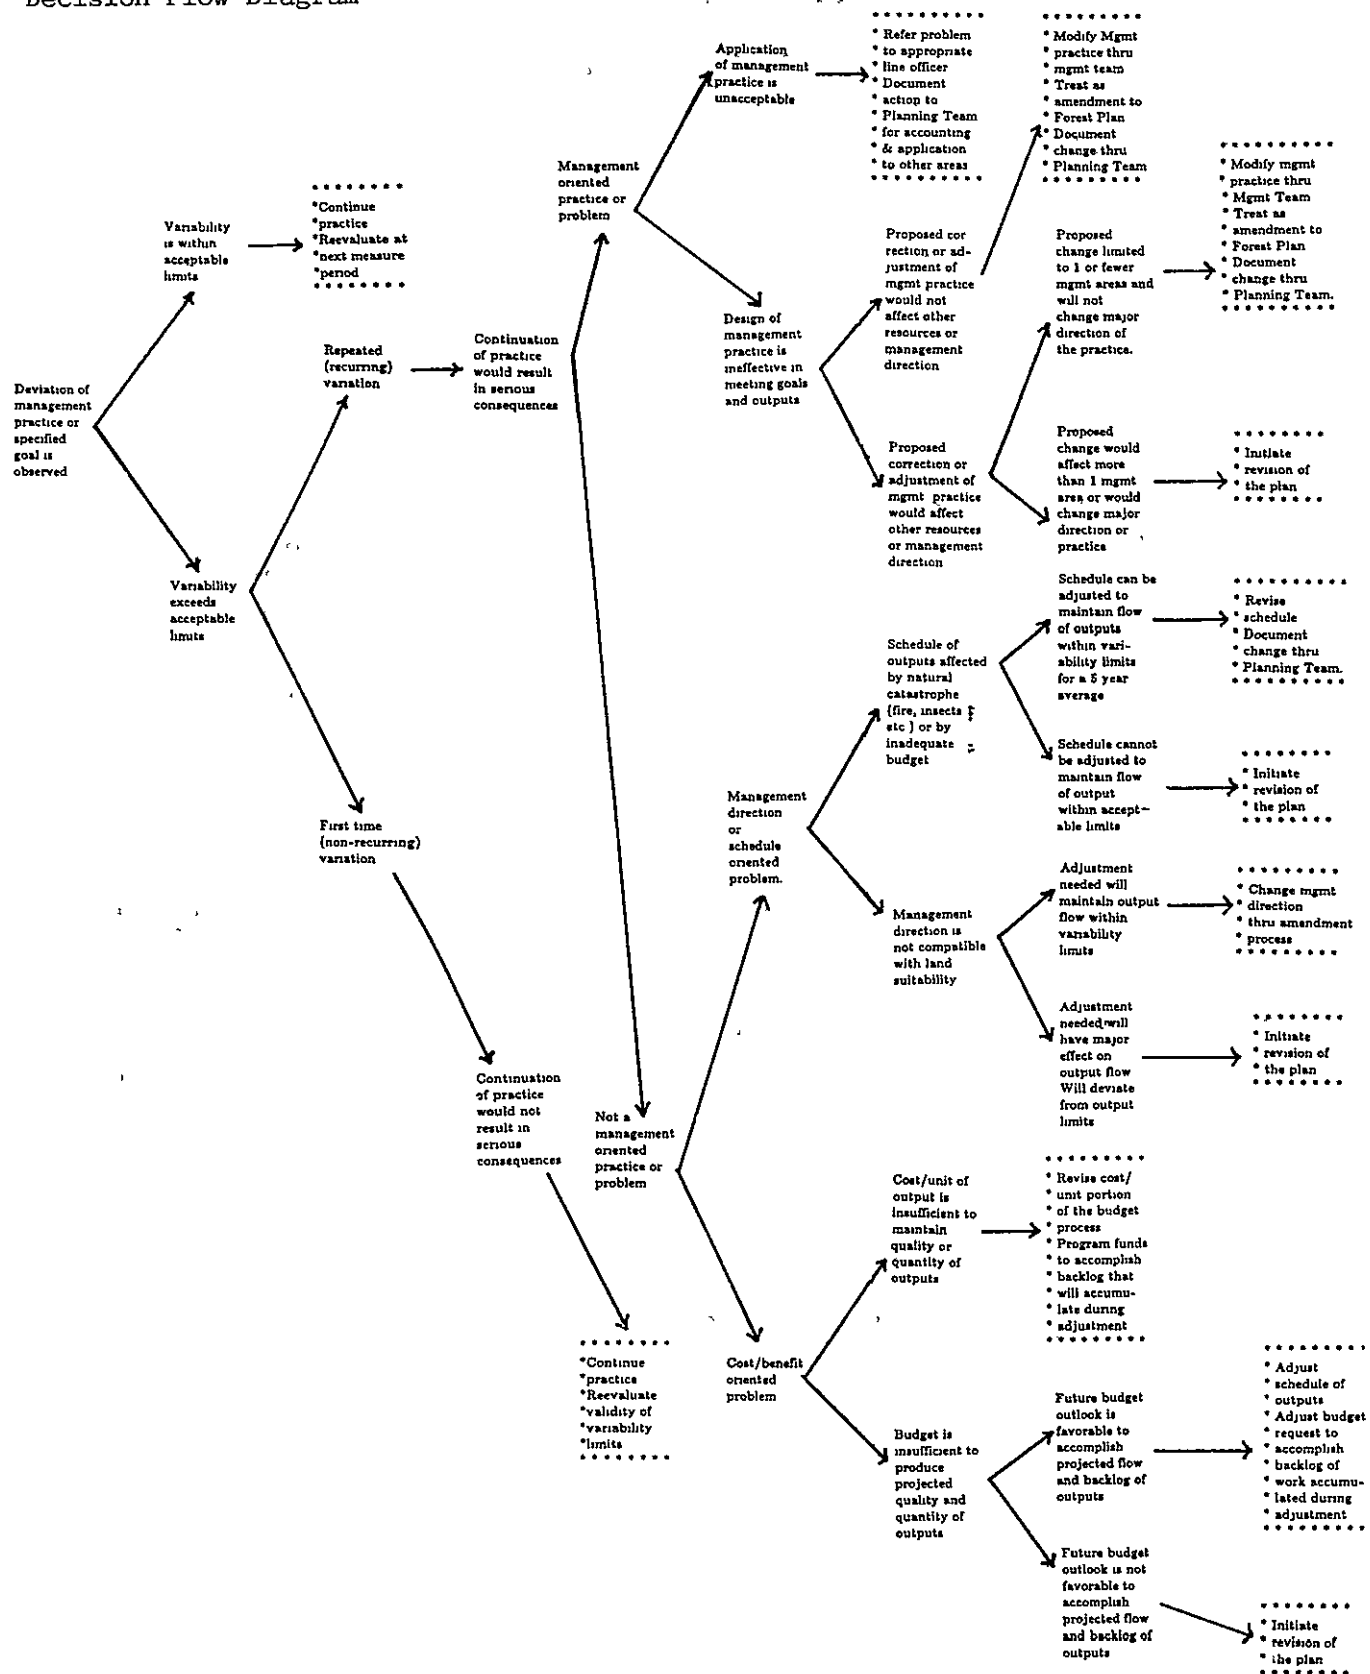 Decision Flow Diagram
Deviation of
management
practice or
specified
goal is
observed
Variability
is within
acceptable
limits
*Continue
*practice
*Reevaluate at
*next measure
*period
Variability
exceeds
acceptable
limits
Repeated
(recurring)
variation
First time
(non-recurring)
variation
Continuation
of practice
would result
in serious
consequences
Continuation
of practice
would not
result in
serious
consequences
*Continue
*practice
*Reevaluate
*validity of
*variability
*limits
Management
oriented
practice or
problem
Not a
management
oriented
practice or
problem
Application
of management
practice is
unacceptable
* Refer problem
* to appropriate
* line officer
* Document
* action to
* Planning Team
* for accounting
* & application
* to other areas
Design of
management
practice is
ineffective in
meeting goals
and outputs
Proposed cor
rection or ad-
justment of
mgmt practice
would not
affect other
resources or
management
direction
* Modify Mgmt
* practice thru
* mgmt team
* Treat as
* amendment to
* Forest Plan
* Document
* change thru
* Planning Team
Proposed
correction or
adjustment of
mgmt practice
would affect
other resources
or management
direction
Proposed
change limited
to 1 or fewer
mgmt areas and
will not
change major
direction of
the practice.
* Modify mgmt
* practice thru
* Mgmt Team
* Treat as
* amendment to
* Forest Plan
* Document
* change thru
* Planning Team.
Proposed
change would
affect more
than 1 mgmt
area or would
change major
direction or
practice
* Initiate
* revision of
* the plan
Management
direction
or
schedule
oriented
problem.
Schedule of
outputs affected
by natural
catastrophe
(fire, insects
etc ) or by
inadequate
budget
Schedule can be
adjusted to
maintain flow
of outputs
within vari-
ability limits
for a 5 year
average
* Revise
* schedule
* Document
* change thru
* Planning Team.
Schedule cannot
be adjusted to
maintain flow
of output
within accept-
able limits
* Initiate
* revision of
* the plan
Management
direction is
not compatible
with land
suitability
Adjustment
needed will
maintain output
flow within
variability
limits
* Change mgmt
* direction
* thru amendment
* process
Adjustment
needed will
have major
effect on
output flow
Will deviate
from output
limits
* Initiate
* revision of
* the plan
Cost/benefit
oriented
problem
Cost/unit of
output is
insufficient to
maintain
quality or
quantity of
outputs
* Revise cost/
* unit portion
* of the budget
* process
* Program funds
* to accomplish
* backlog that
* will accumu-
* late during
* adjustment
Budget is
insufficient to
produce
projected
quality and
quantity of
outputs
Future budget
outlook is
favorable to
accomplish
projected flow
and backlog of
outputs
* Adjust
* schedule of
* outputs
* Adjust budget
* request to
* accomplish
* backlog of
* work accumu-
* lated during
* adjustment
Future budget
outlook is not
favorable to
accomplish
projected flow
and backlog of
outputs
* Initiate
* revision of
* the plan